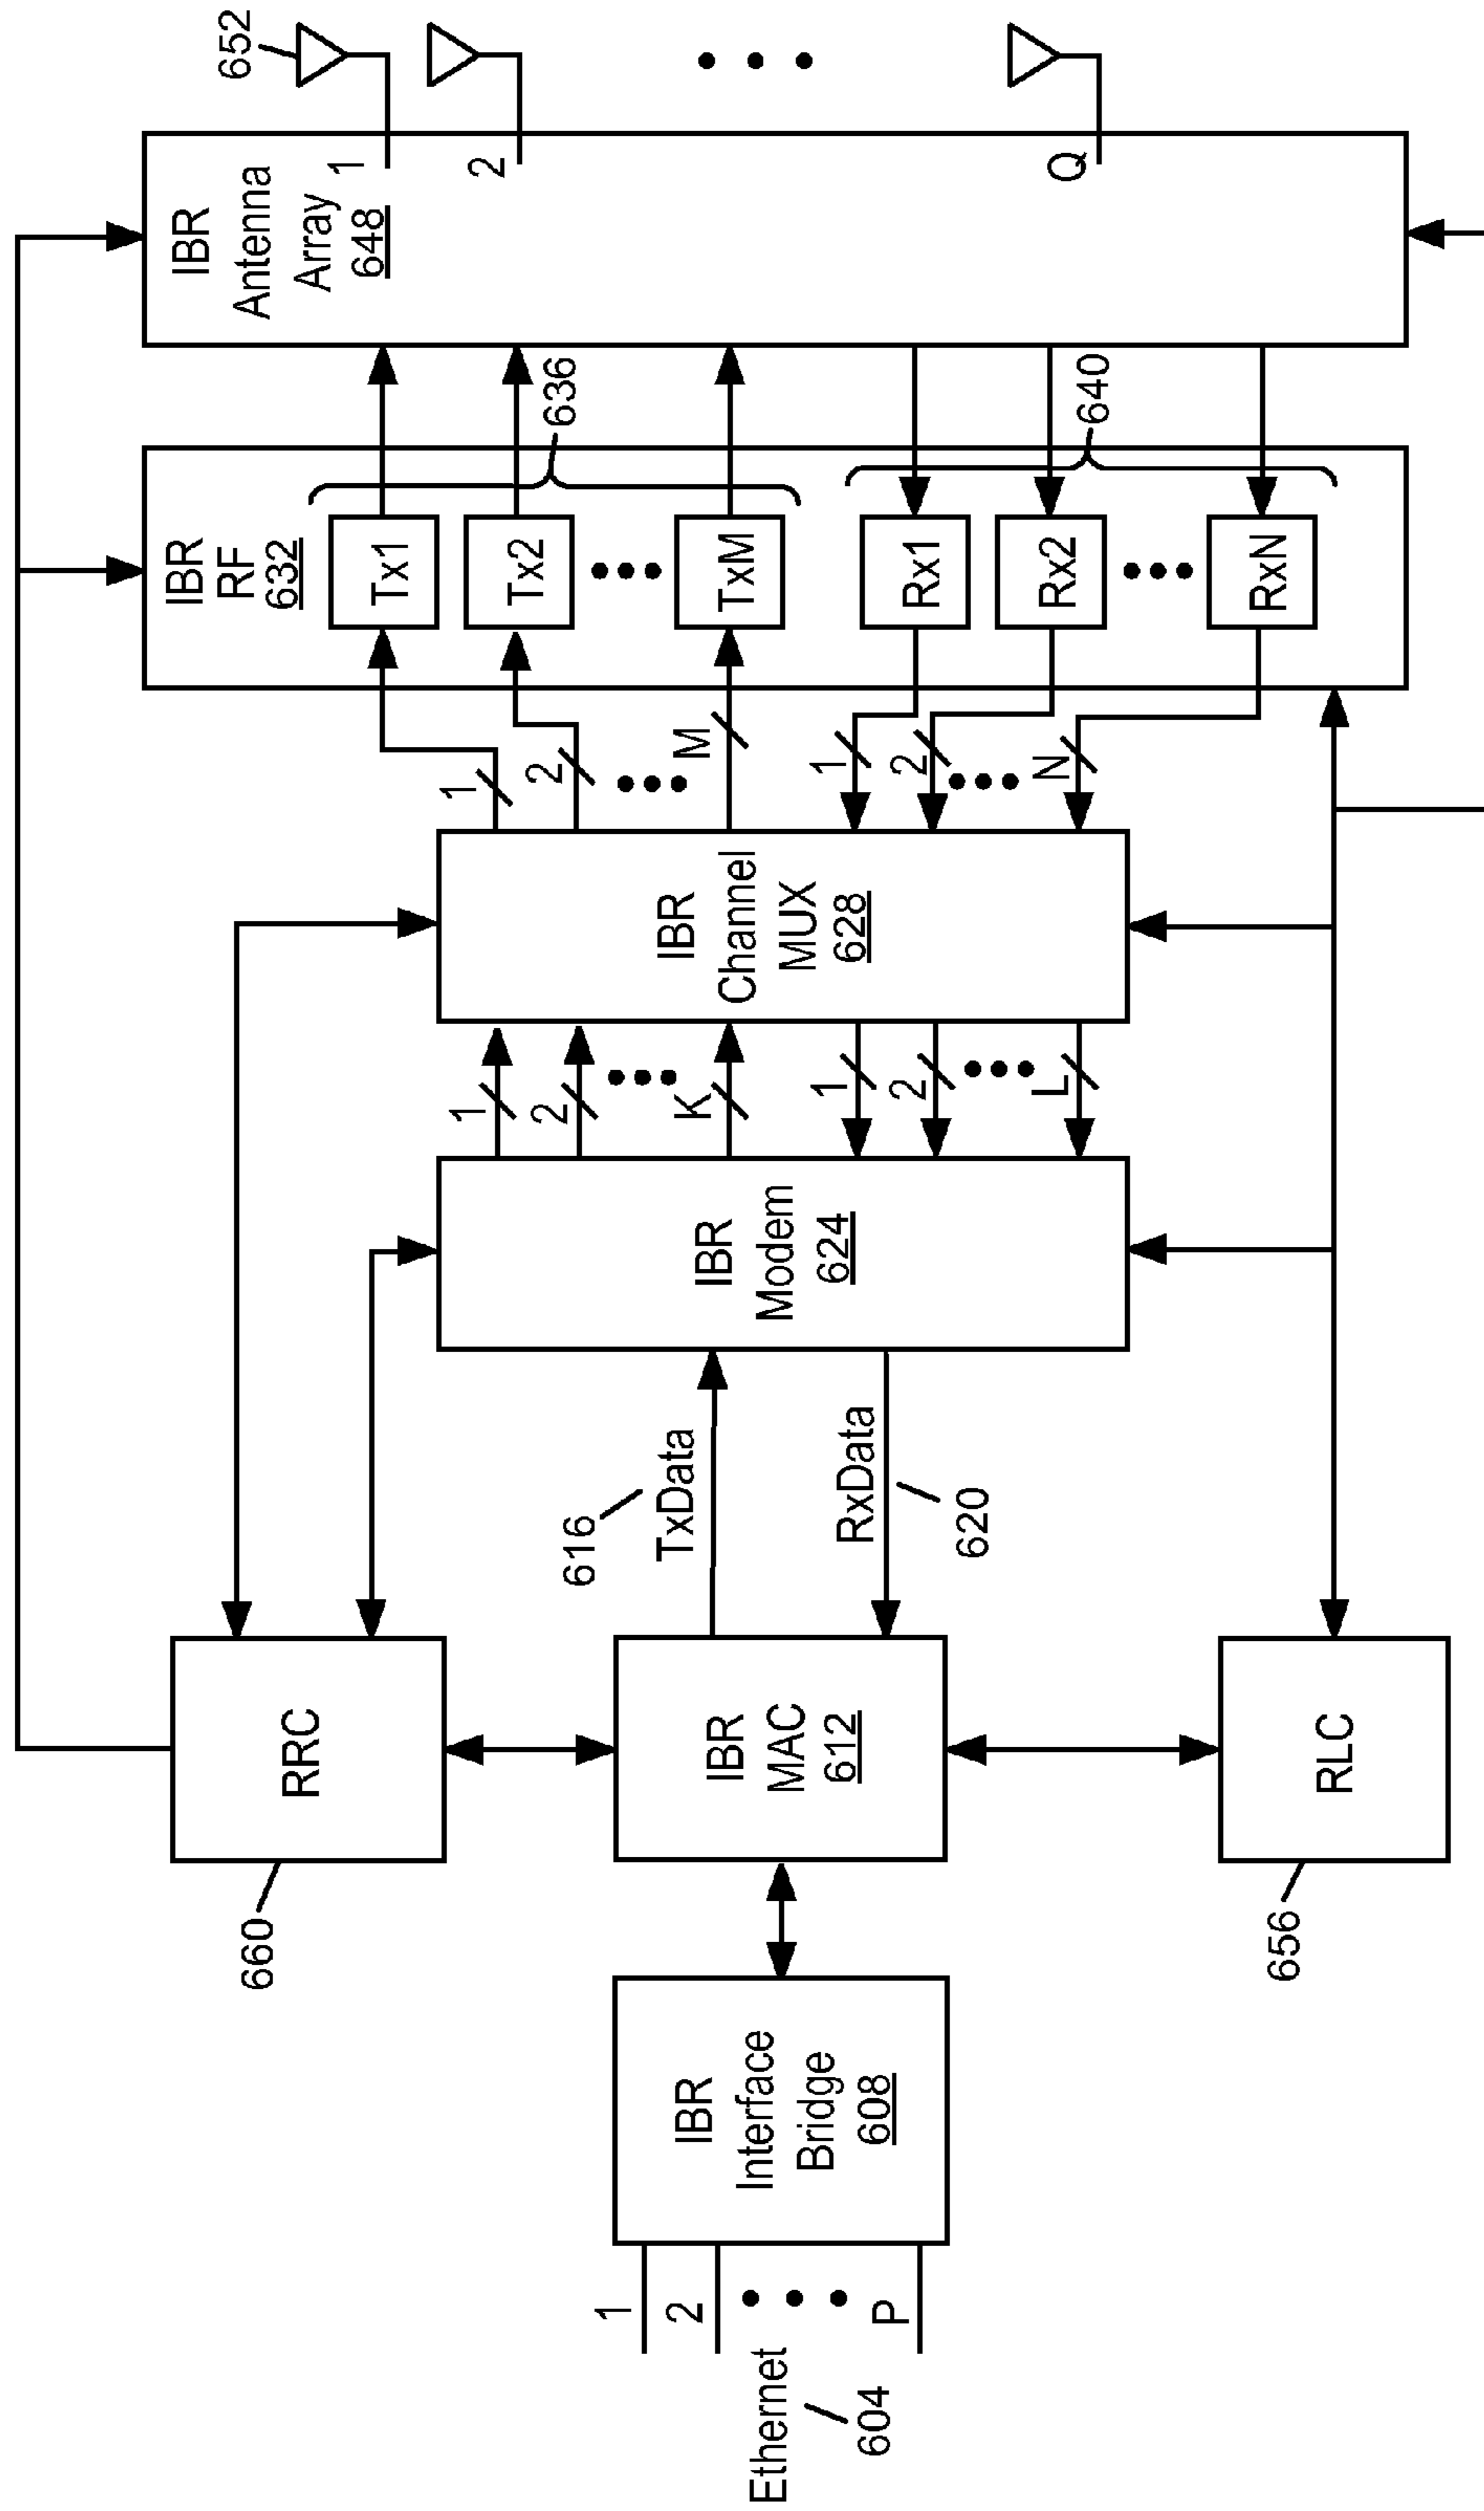 Ethernet
604
1
2
P
IBR
Interface
Bridge
608
660
RRC
IBR
MAC
612
656
RLC
616
TxData
RxData
620
IBR
Modem
624
1
2
K
1
2
L
IBR
Channel
MUX
628
1
2
M
1
2
N
IBR
RF
632
Tx1
Tx2
TxM
Rx1
Rx2
RxN
636
640
IBR
Antenna
Array
648
1
2
Q
652